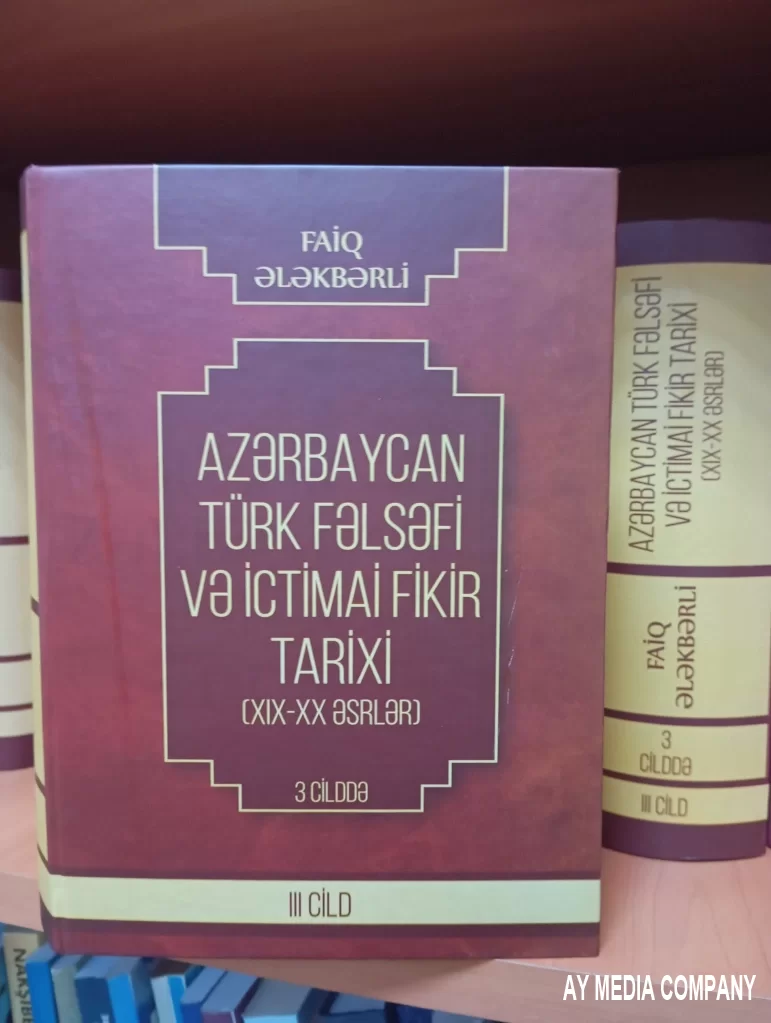 FAİQ
ƏLƏKBƏRLİ
AZƏRBAYCAN
TÜRK FƏLSƏFİ
VƏ İCTİMAİ FİKİR
TARİXİ
(XIX-XX ƏSRLƏR)
3 CİLDDƏ
III CİLD
AZƏRBAYCAN TÜRK FƏLSƏFİ
VƏ İCTİMAİ FİKİR TARİXİ
(XIX-XX ƏSRLƏR)
FAİQ
ƏLƏKBƏRLİ
3
CİLDDƏ
III CİLD
AY MEDIA COMPANY